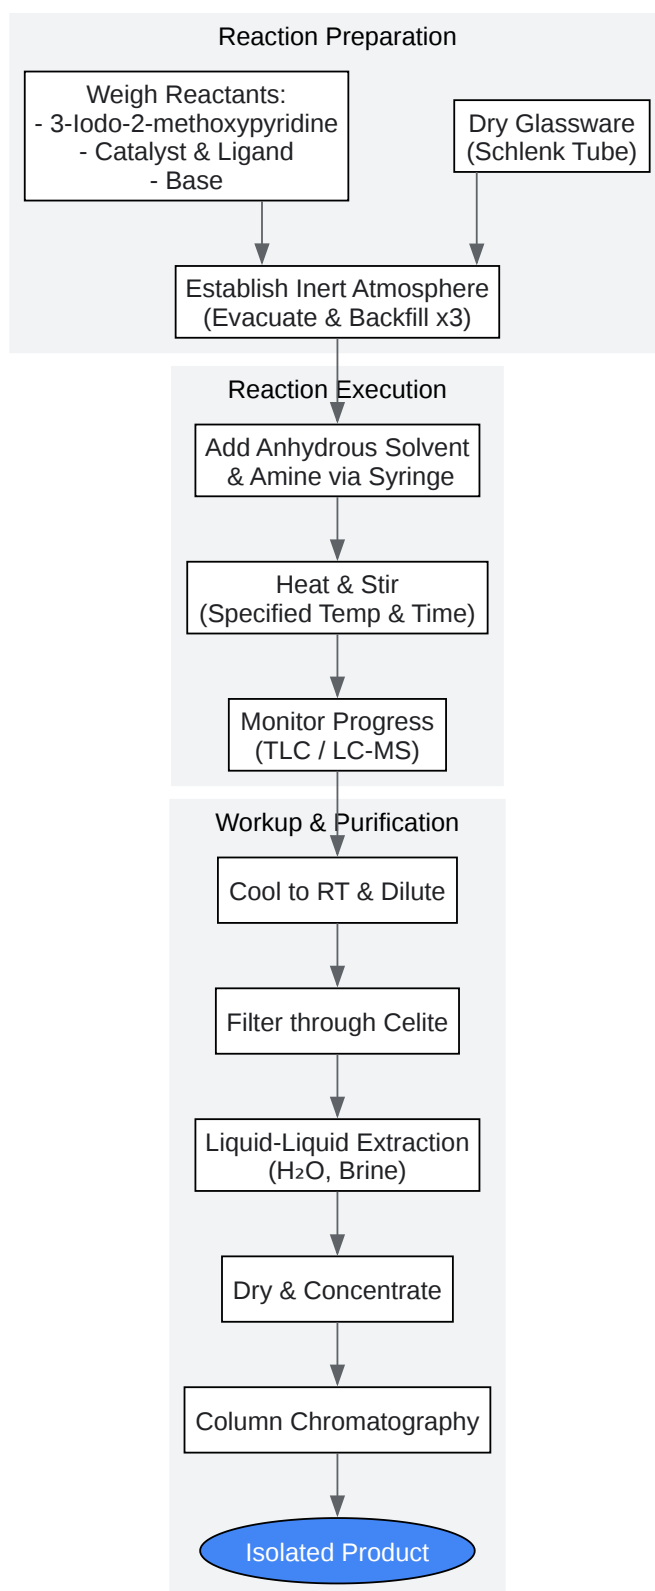 Reaction Preparation
Weigh Reactants:
- 3-Iodo-2-methoxypyridine
- Catalyst & Ligand
- Base
Dry Glassware
(Schlenk Tube)
Establish Inert Atmosphere
(Evacuate & Backfill x3)
Reaction Execution
Add Anhydrous Solvent
& Amine via Syringe
Heat & Stir
(Specified Temp & Time)
Monitor Progress
(TLC / LC-MS)
Workup & Purification
Cool to RT & Dilute
Filter through Celite
Liquid-Liquid Extraction
(H₂O, Brine)
Dry & Concentrate
Column Chromatography
Isolated Product